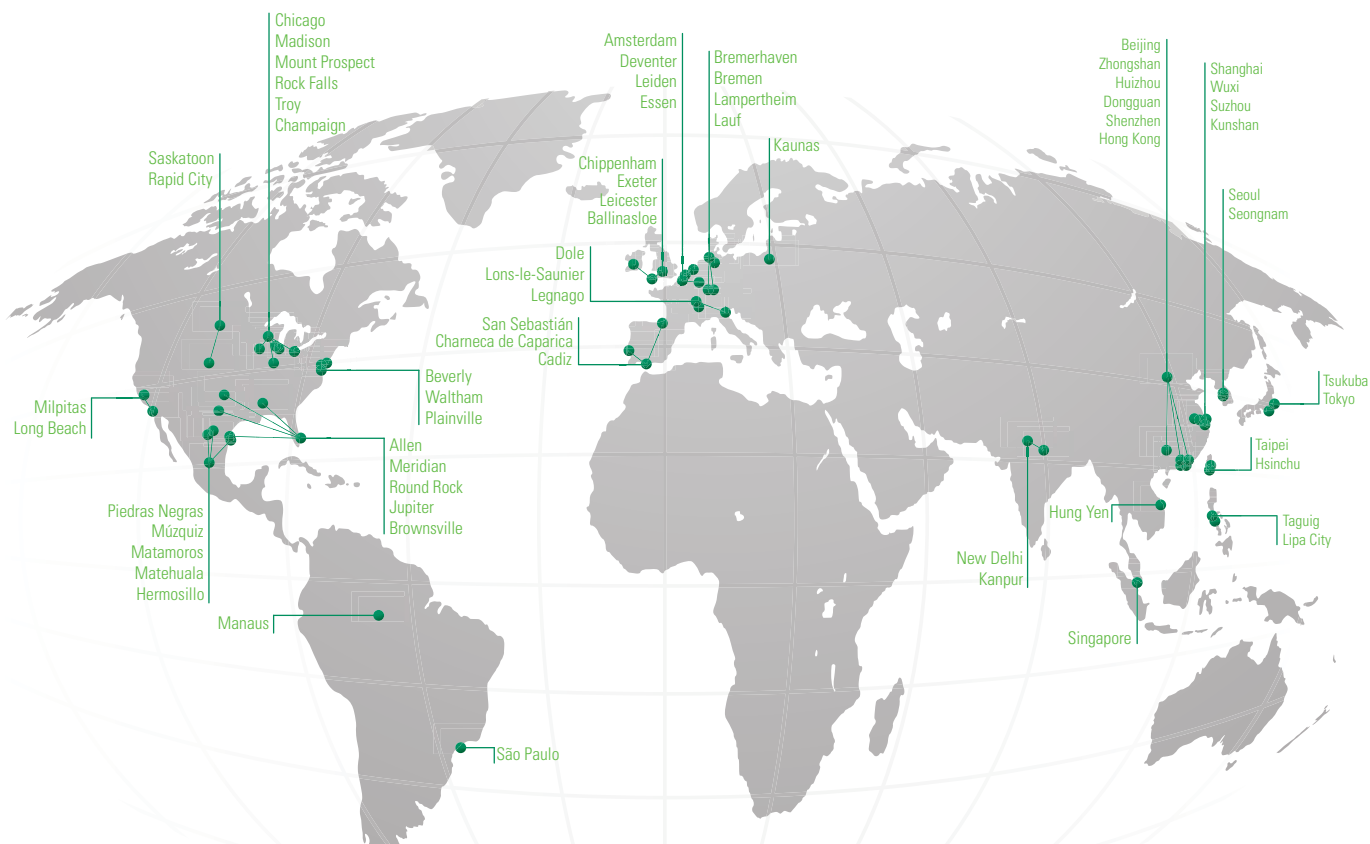 Chicago
Madison
Mount Prospect
Rock Falls
Troy
Champaign
Saskatoon
Rapid City
Amsterdam
Deventer
Leiden
Essen
Bremerhaven
Bremen
Lampertheim
Lauf
Kaunas
Chippenham
Exeter
Leicester
Ballinasloe
Dole
Lons-le-Saunier
Legnago
San Sebastián
Charneca de Caparica
Cadiz
Beijing
Zhongshan
Huizhou
Dongguan
Shenzhen
Hong Kong
Shanghai
Wuxi
Suzhou
Kunshan
Seoul
Seongnam
Milpitas
Long Beach
Beverly
Waltham
Plainville
Allen
Meridian
Round Rock
Jupiter
Brownsville
Piedras Negras
Múzquiz
Matamoros
Matehuala
Hermosillo
Manaus
São Paulo
Tsukuba
Tokyo
Taipei
Hsinchu
Hung Yen
Taguig
Lipa City
New Delhi
Kanpur
Singapore